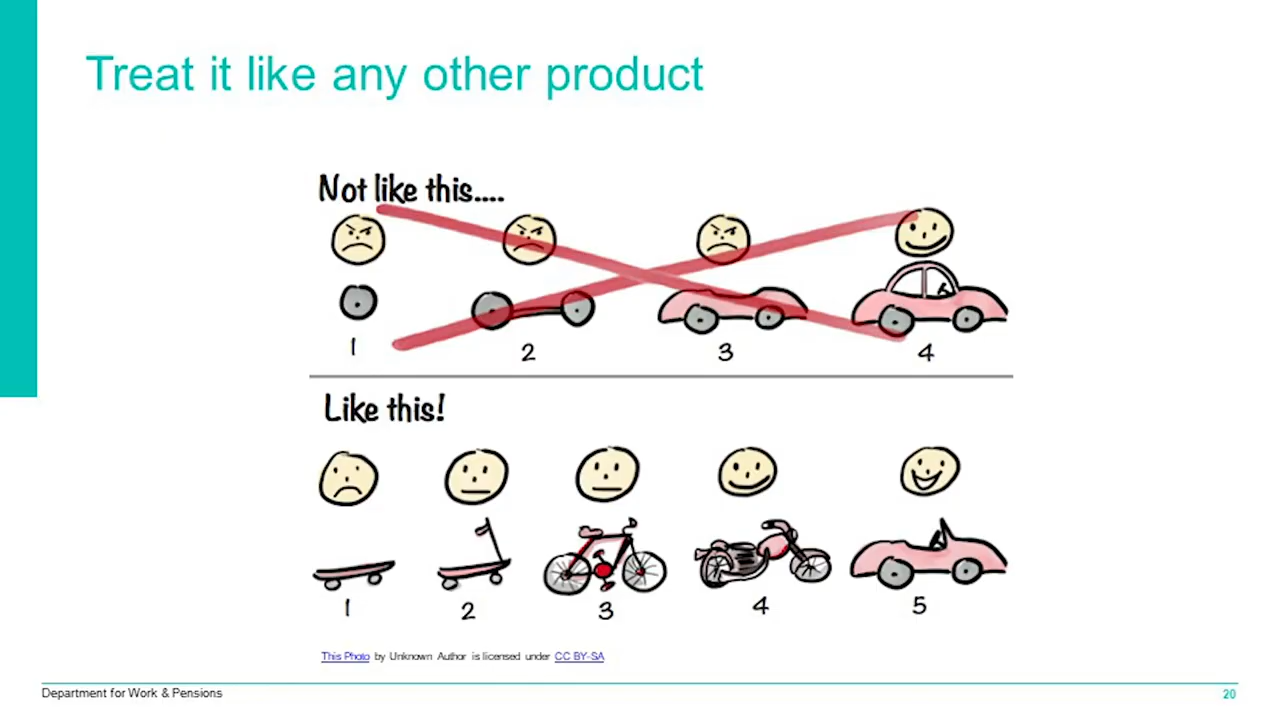 Treat it like any other product
Not like this....
1 2 3 4
Like this!
1 2 3 4 5
This Photo by Unknown Author is licensed under CC BY-SA
Department for Work & Pensions 20